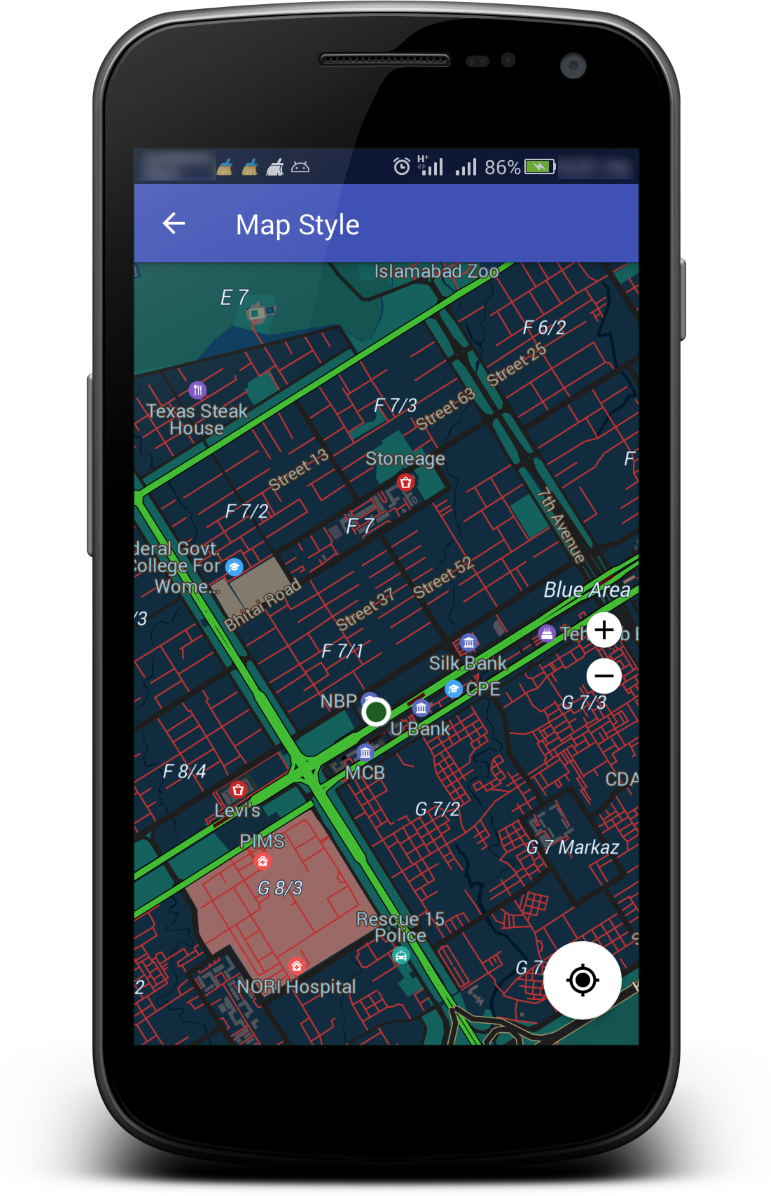 H+
86%
Map Style
Islamabad Zoo
E 7
F 6/2
Street 25
Texas Steak
House
F 7/3
Street 63
Stoneage
Street 13
F
F 7/2
F 7
7th Avenue
deral Govt.
College For
Wome...
Street 52
Blue Area
Bhitai Road
Street 37
/3
F 7/1
Silk Bank
NBP
CPE
G 7/3
U Bank
F 8/4
MCB
CDA
Levi's
G 7/2
PIMS
G 7 Markaz
G 8/3
Rescue 15
Police
G 7
2
NORI Hospital